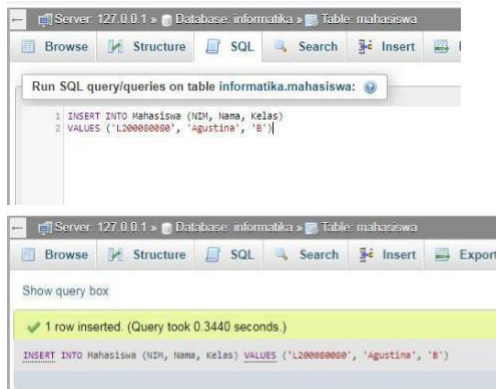 Server: 127.0.0.1 » Database: informatika » Table: mahasiswa
Browse Structure SQL Search Insert
Run SQL query/queries on table informatika.mahasiswa:
1 INSERT INTO Mahasiswa (NIM, Nama, Kelas)
2 VALUES ('L200080080', 'Agustina', 'B')
Server: 127.0.0.1 » Database: informatika » Table: mahasiswa
Browse Structure SQL Search Insert Export
Show query box
1 row inserted. (Query took 0.3440 seconds.)
INSERT INTO Mahasiswa (NIM, Nama, Kelas) VALUES ('L200080080', 'Agustina', 'B')